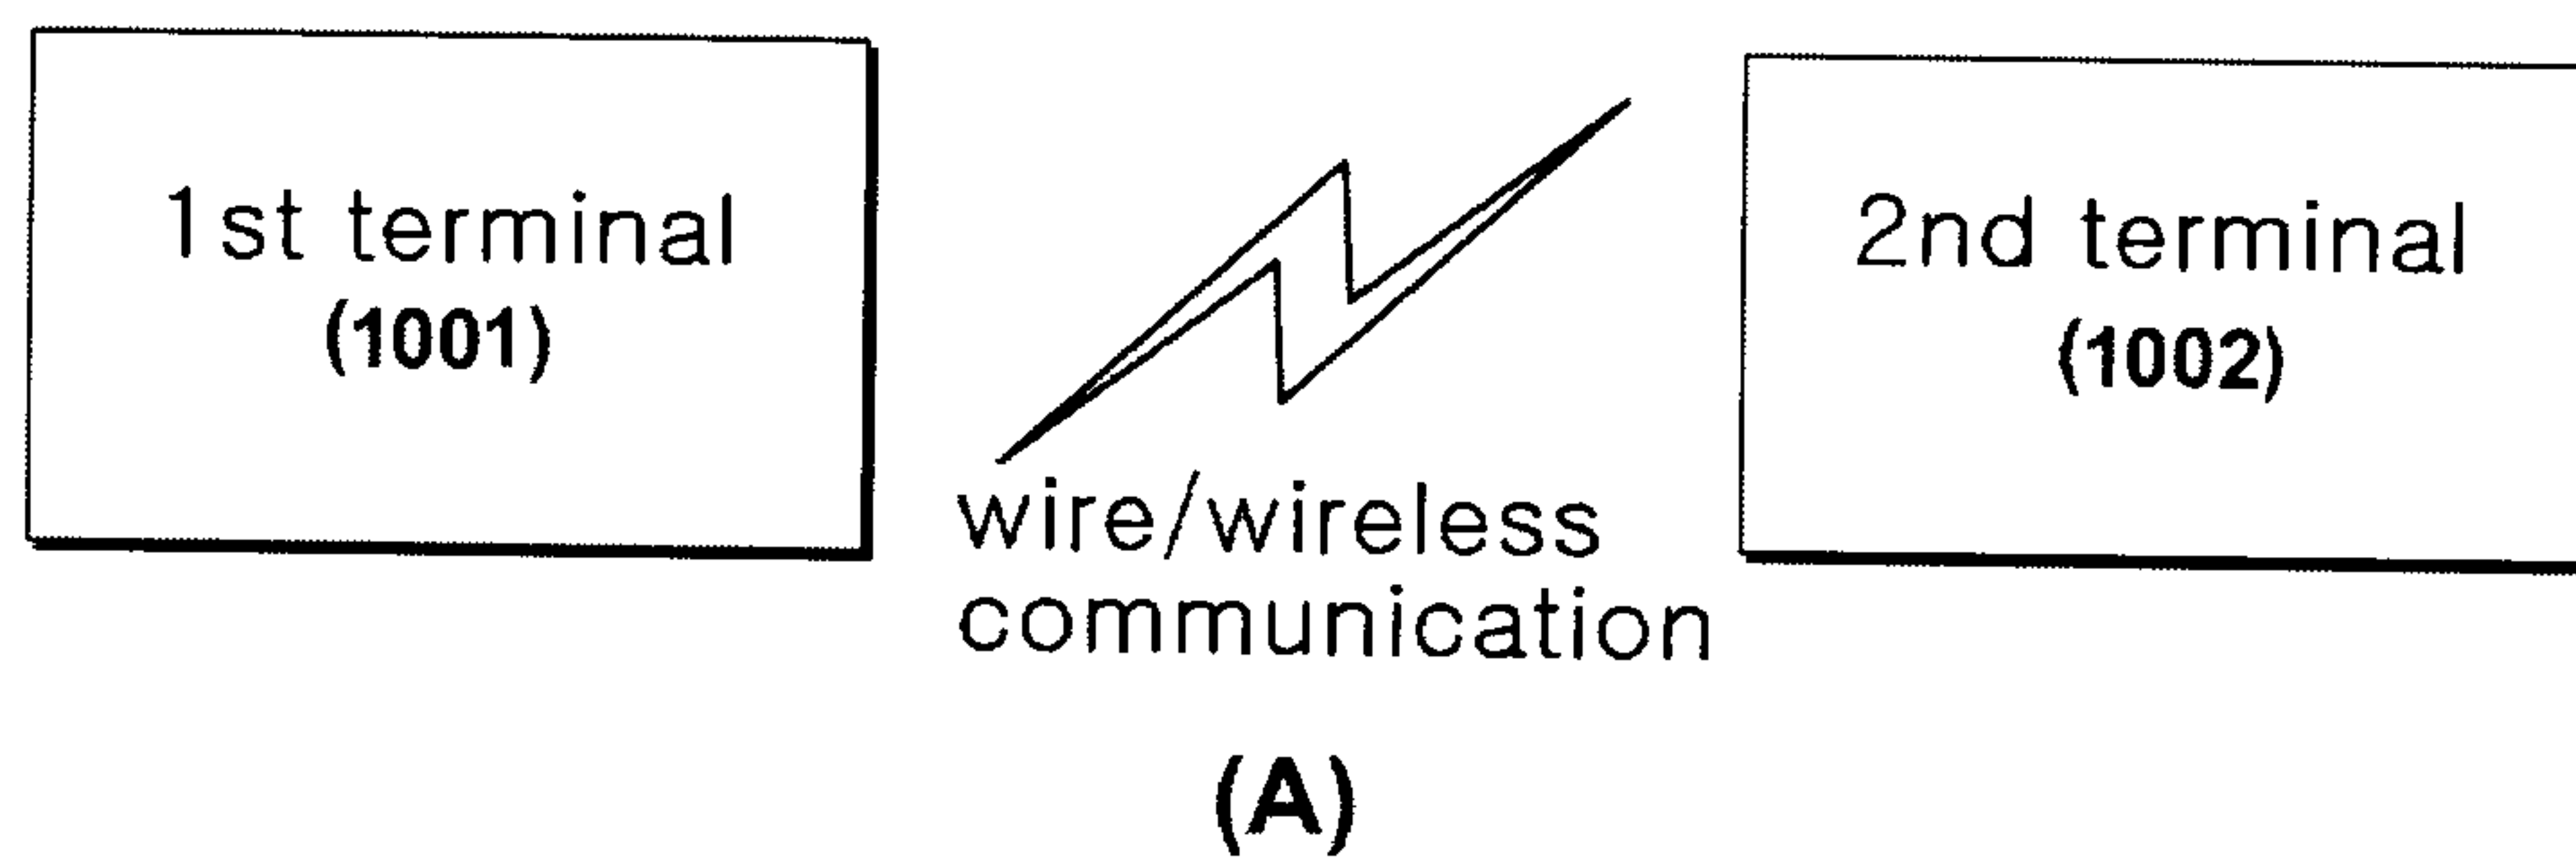 1st terminal
(1001)
wire/wireless
communication
2nd terminal
(1002)
(A)